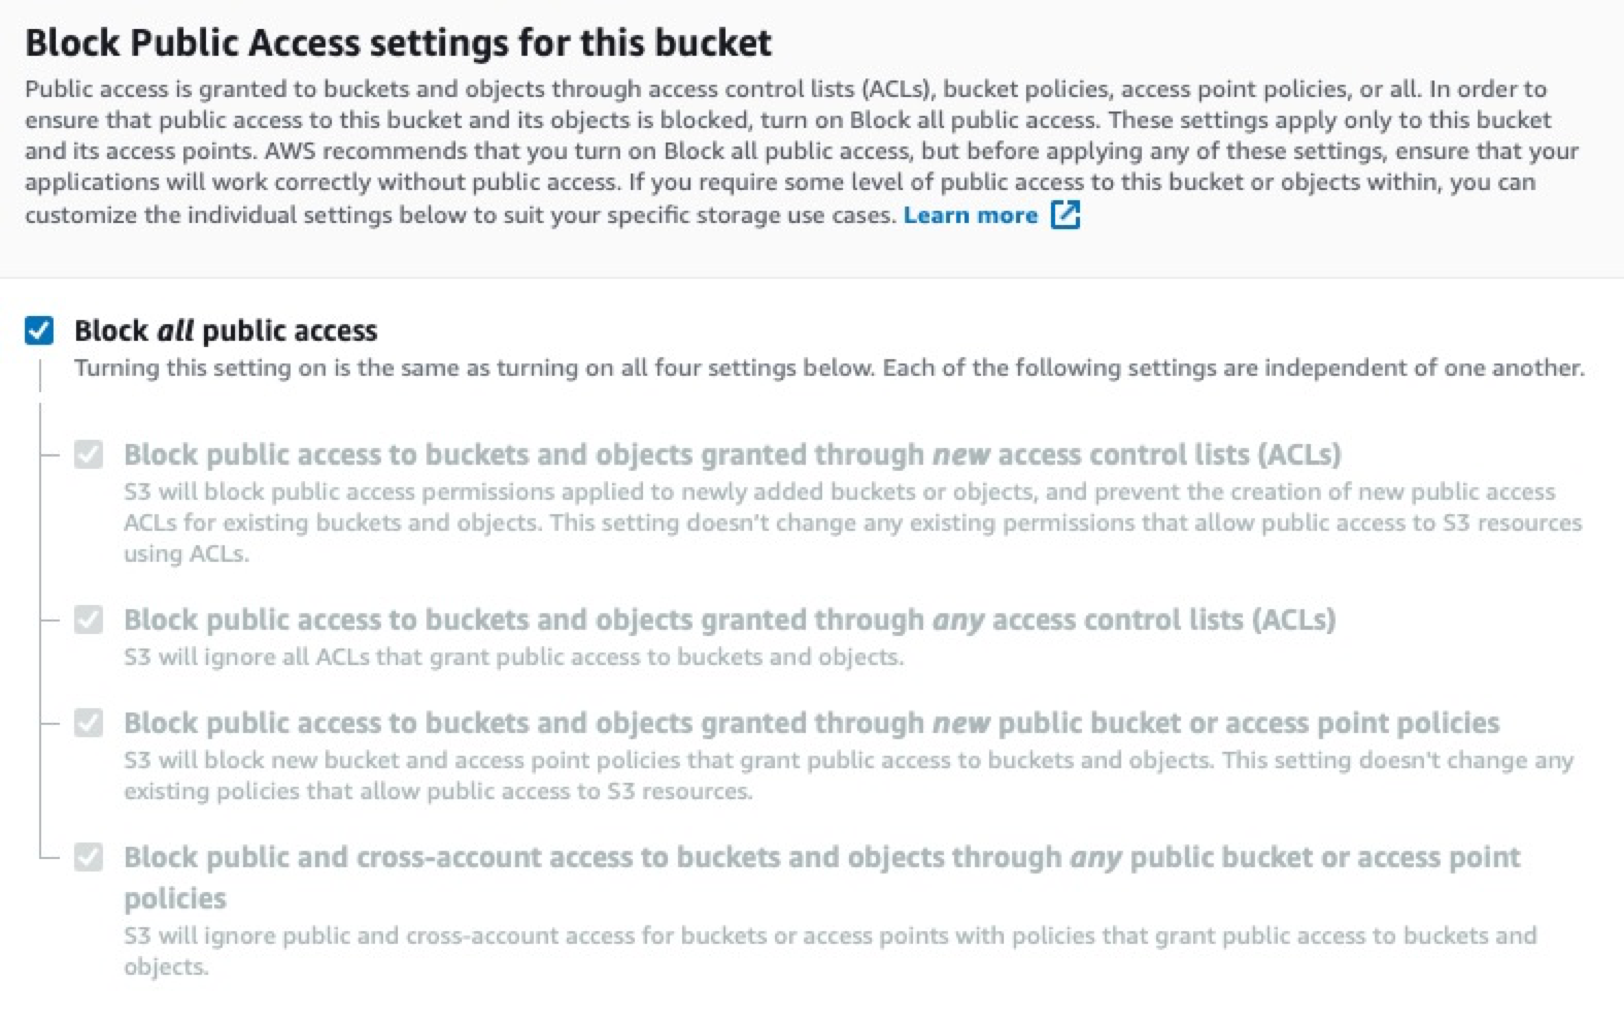 Block Public Access settings for this bucket
Public access is granted to buckets and objects through access control lists (ACLs), bucket policies, access point policies, or all. In order to
ensure that public access to this bucket and its objects is blocked, turn on Block all public access. These settings apply only to this bucket
and its access points. AWS recommends that you turn on Block all public access, but before applying any of these settings, ensure that your
applications will work correctly without public access. If you require some level of public access to this bucket or objects within, you can
customize the individual settings below to suit your specific storage use cases. Learn more
Block all public access
Turning this setting on is the same as turning on all four settings below. Each of the following settings are independent of one another.
Block public access to buckets and objects granted through new access control lists (ACLs)
S3 will block public access permissions applied to newly added buckets or objects, and prevent the creation of new public access
ACLs for existing buckets and objects. This setting doesn't change any existing permissions that allow public access to S3 resources
using ACLs.
Block public access to buckets and objects granted through any access control lists (ACLs)
S3 will ignore all ACLs that grant public access to buckets and objects.
Block public access to buckets and objects granted through new public bucket or access point policies
S3 will block new bucket and access point policies that grant public access to buckets and objects. This setting doesn't change any
existing policies that allow public access to S3 resources.
Block public and cross-account access to buckets and objects through any public bucket or access point
policies
S3 will ignore public and cross-account access for buckets or access points with policies that grant public access to buckets and
objects.